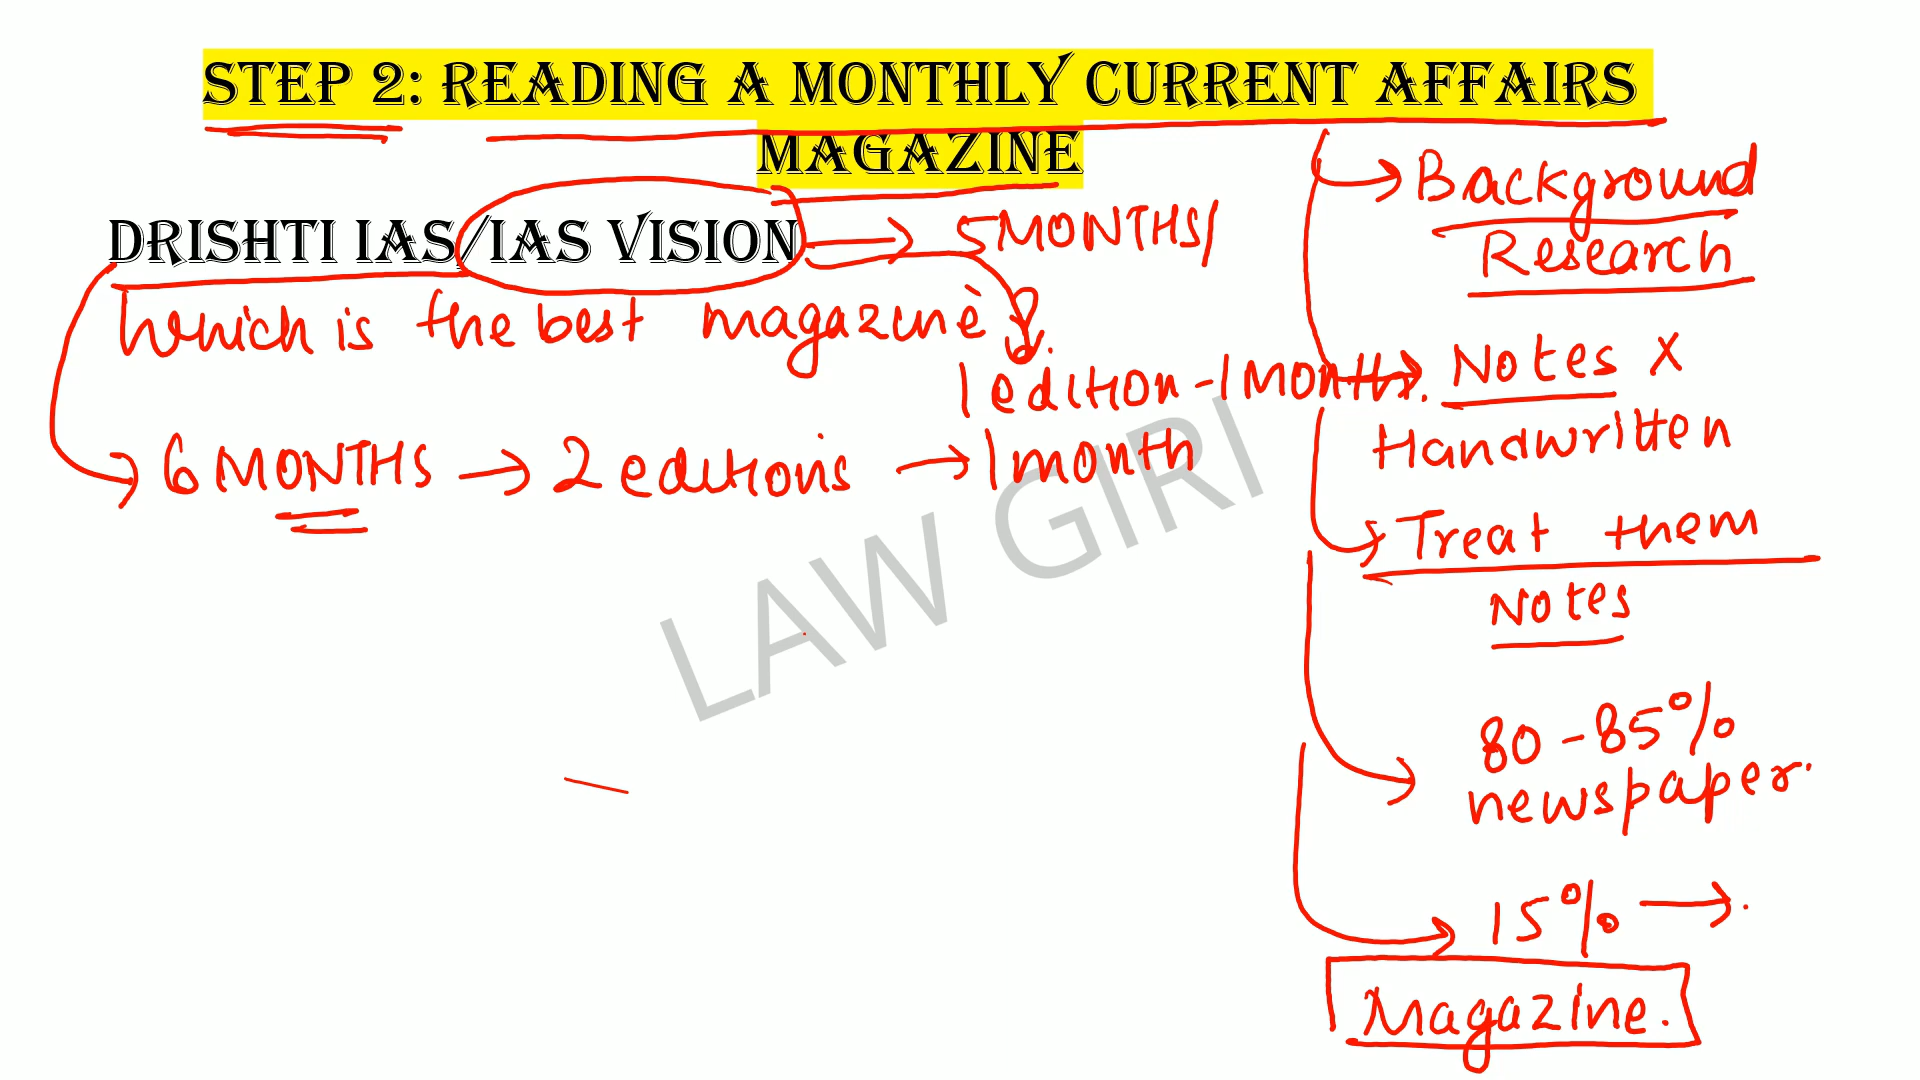 STEP 2: READING A MONTHLY CURRENT AFFAIRS
MAGAZINE
DRISHTI IAS/IAS VISION
5 MONTHS/
which is the best magazine?
1 edition - 1 Month.
6 MONTHS → 2 editions → 1 month
Background
Research
Notes X
Handwritten
Treat them
Notes
80-85%
newspaper.
15% →.
Magazine.
LAW GIRI